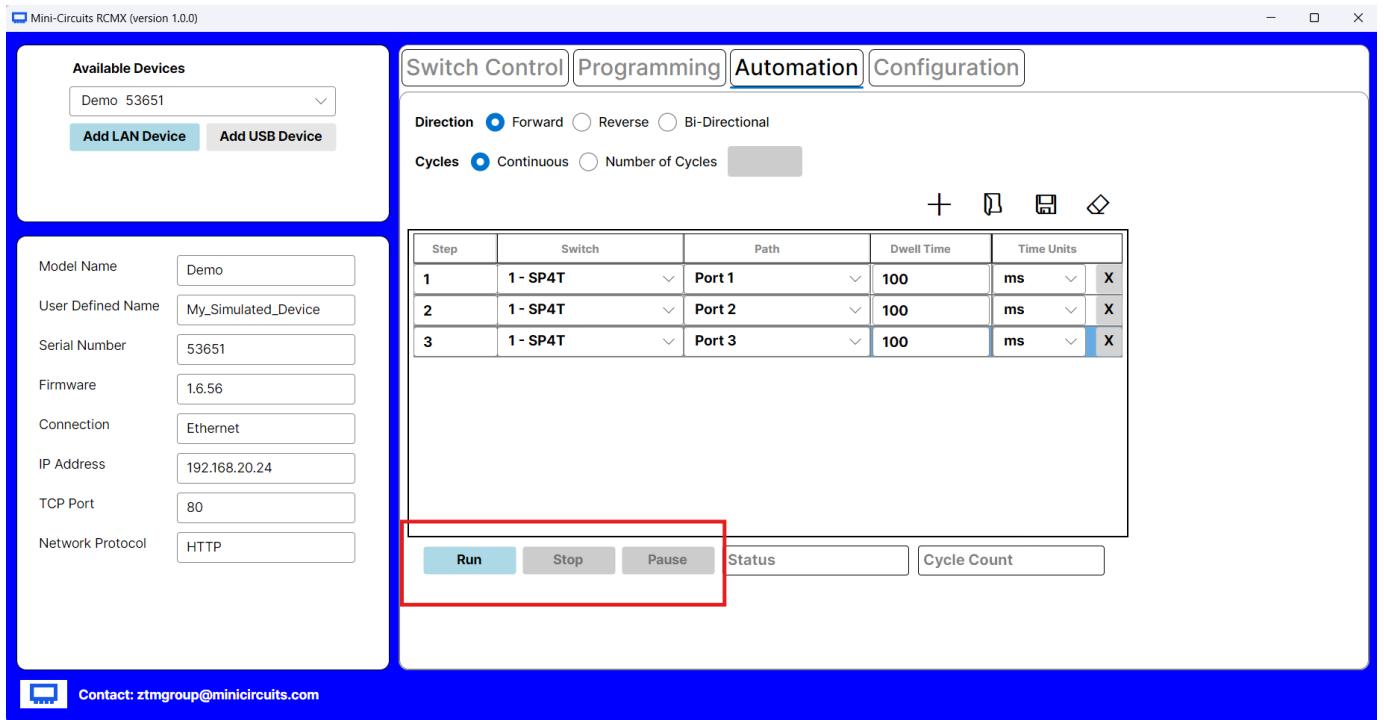 Mini-Circuits RCMX (version 1.0.0)
Available Devices
Demo 53651
Add LAN Device Add USB Device
Model Name Demo
User Defined Name My_Simulated_Device
Serial Number 53651
Firmware 1.6.56
Connection Ethernet
IP Address 192.168.20.24
TCP Port 80
Network Protocol HTTP
Switch Control Programming Automation Configuration
Direction Forward Reverse Bi-Directional
Cycles Continuous Number of Cycles
Step Switch Path Dwell Time Time Units
1 1 - SP4T Port 1 100 ms X
2 1 - SP4T Port 2 100 ms X
3 1 - SP4T Port 3 100 ms X
Run Stop Pause Status Cycle Count
Contact: ztmgroup@minicircuits.com